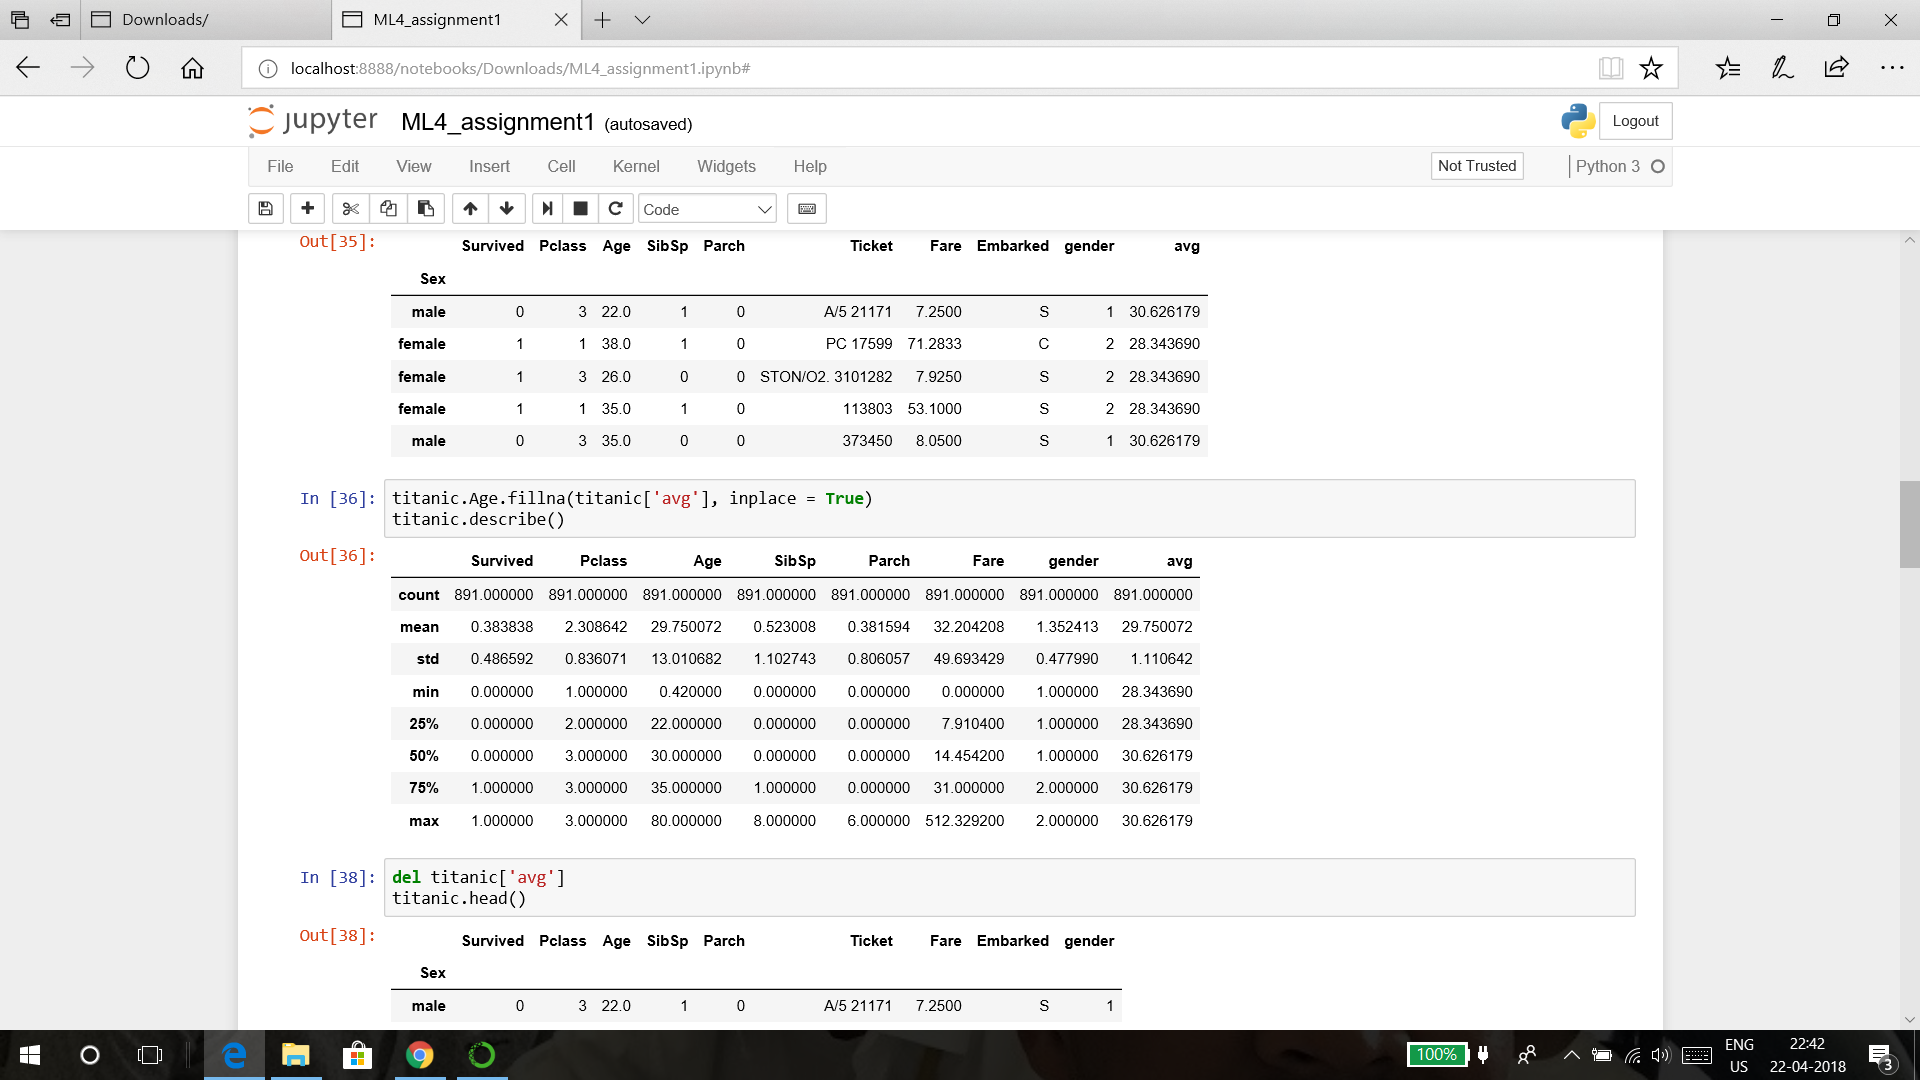 Downloads/
ML4_assignment1
localhost:8888/notebooks/Downloads/ML4_assignment1.ipynb#
jupyter ML4_assignment1 (autosaved)
Logout
File Edit View Insert Cell Kernel Widgets Help
Not Trusted
Python 3
Code
Out[35]:
Survived Pclass Age SibSp Parch Ticket Fare Embarked gender avg
Sex
male 0 3 22.0 1 0 A/5 21171 7.2500 S 1 30.626179
female 1 1 38.0 1 0 PC 17599 71.2833 C 2 28.343690
female 1 3 26.0 0 0 STON/O2. 3101282 7.9250 S 2 28.343690
female 1 1 35.0 1 0 113803 53.1000 S 2 28.343690
male 0 3 35.0 0 0 373450 8.0500 S 1 30.626179
In [36]: titanic.Age.fillna(titanic['avg'], inplace = True)
titanic.describe()
Out[36]:
Survived Pclass Age SibSp Parch Fare gender avg
count 891.000000 891.000000 891.000000 891.000000 891.000000 891.000000 891.000000 891.000000
mean 0.383838 2.308642 29.750072 0.523008 0.381594 32.204208 1.352413 29.750072
std 0.486592 0.836071 13.010682 1.102743 0.806057 49.693429 0.477990 1.110642
min 0.000000 1.000000 0.420000 0.000000 0.000000 0.000000 1.000000 28.343690
25% 0.000000 2.000000 22.000000 0.000000 0.000000 7.910400 1.000000 28.343690
50% 0.000000 3.000000 30.000000 0.000000 0.000000 14.454200 1.000000 30.626179
75% 1.000000 3.000000 35.000000 1.000000 0.000000 31.000000 2.000000 30.626179
max 1.000000 3.000000 80.000000 8.000000 6.000000 512.329200 2.000000 30.626179
In [38]: del titanic['avg']
titanic.head()
Out[38]:
Survived Pclass Age SibSp Parch Ticket Fare Embarked gender
Sex
male 0 3 22.0 1 0 A/5 21171 7.2500 S 1
100%
ENG
US
22:42
22-04-2018
3